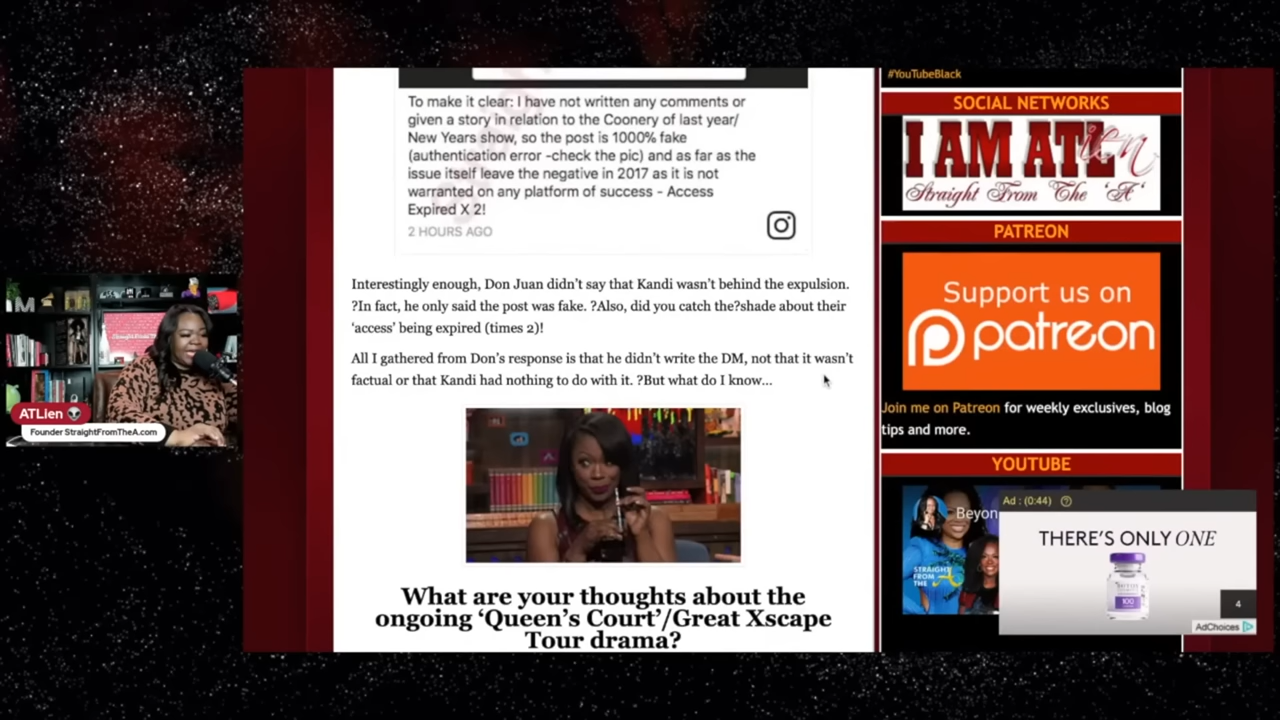 To make it clear: I have not written any comments or
given a story in relation to the Coonery of last year/
New Years show, so the post is 1000% fake
(authentication error -check the pic) and as far as the
issue itself leave the negative in 2017 as it is not
warranted on any platform of success - Access
Expired X 2!
2 HOURS AGO
Interestingly enough, Don Juan didn't say that Kandi wasn't behind the expulsion.
?In fact, he only said the post was fake. ?Also, did you catch the?shade about their
'access' being expired (times 2)!
All I gathered from Don's response is that he didn't write the DM, not that it wasn't
factual or that Kandi had nothing to do with it. ?But what do I know...
What are your thoughts about the
ongoing 'Queen's Court'/Great Xscape
Tour drama?
ATLien
Founder StraightFromTheA.com
#YouTubeBlack
SOCIAL NETWORKS
I AM ATLien
Straight From The 'A'
PATREON
Support us on
patreon
Join me on Patreon for weekly exclusives, blog
tips and more.
YOUTUBE
Beyon
STRAIGHT
FROM
THE A
Ad : (0:44)
THERE'S ONLY ONE
100
4
AdChoices